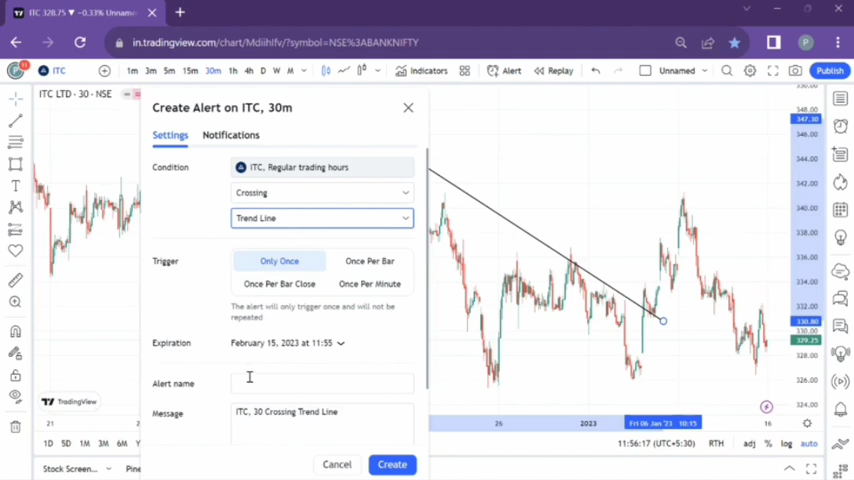 ITC 328.75 ▼ −0.33% Unnam
in.tradingview.com/chart/MdiihIfv/?symbol=NSE%3ABANKNIFTY
P
ITC
1m 3m 5m 15m 30m 1h 4h D W M
Indicators
Alert
Replay
Unnamed
Publish
ITC LTD · 30 · NSE
Create Alert on ITC, 30m
Settings Notifications
Condition
ITC, Regular trading hours
Crossing
Trend Line
Trigger
Only Once
Once Per Bar
Once Per Bar Close
Once Per Minute
The alert will only trigger once and will not be
repeated
Expiration
February 15, 2023 at 11:55
Alert name
Message
ITC, 30 Crossing Trend Line
Cancel
Create
347.30
344.00
342.00
340.00
338.00
336.00
334.00
332.00
330.80
329.25
328.00
326.00
324.00
TradingView
21
26
2023
Fri 06 Jan '23 10:15
16
1D 5D 1M 3M 6M
11:56:17 (UTC+5:30)
RTH
adj % log auto
Stock Screen...
Pine